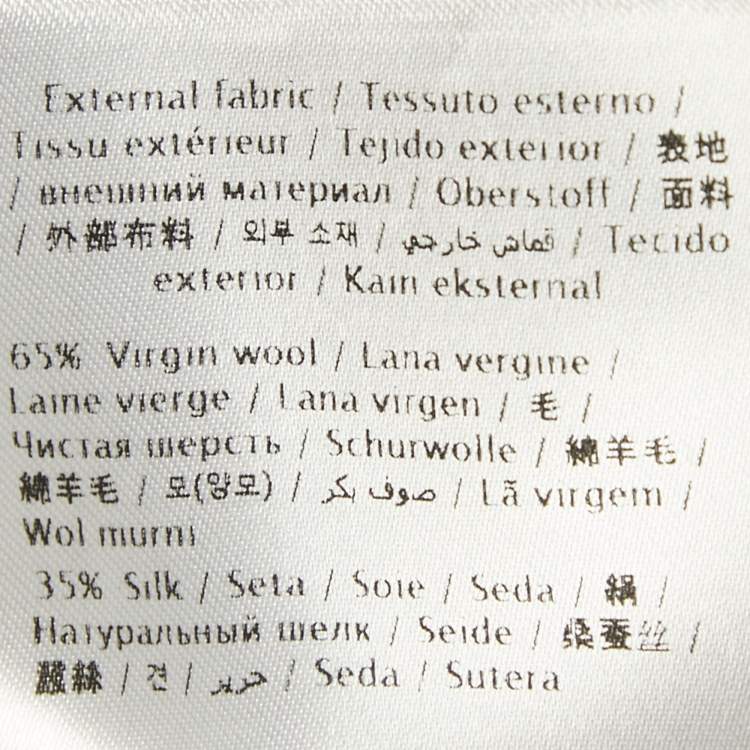 External fabric / Tessuto esterno /
Tissu extérieur / Tejido exterior / 表地
/ внешний материал / Oberstoff / 面料
/ 外部布料 / 외부 소재 / قماش خارجي / Tecido
exterior / Kain eksternal
65% Virgin wool / Lana vergine /
Laine vierge / Lana virgen / 毛 /
Чистая шерсть / Schurwolle / 綿羊毛 /
綿羊毛 / 모(양모) / صوف بكر / Lã virgem /
Wol murni
35% Silk / Seta / Soie / Seda / 絹 /
Натуральный шелк / Seide / 桑蚕丝 /
蠶絲 / 견 / حرير / Seda / Sutera